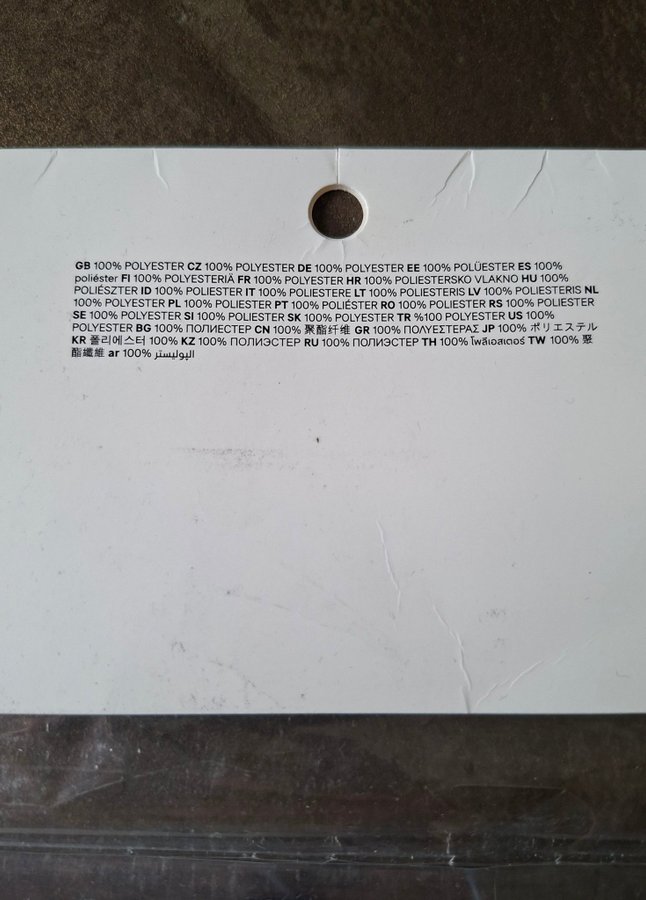 GB 100% POLYESTER CZ 100% POLYESTER DE 100% POLYESTER EE 100% POLÜESTER ES 100%
poliéster FI 100% POLYESTERIÄ FR 100% POLYESTER HR 100% POLIESTERSKO VLAKNO HU 100%
POLIÉSZTER ID 100% POLIESTER IT 100% POLIESTERE LT 100% POLIESTERIS LV 100% POLIESTERIS NL
100% POLYESTER PL 100% POLIESTER PT 100% POLIÉSTER RO 100% POLIESTER RS 100% POLIESTER
SE 100% POLYESTER SI 100% POLIESTER SK 100% POLYESTER TR %100 POLYESTER US 100%
POLYESTER BG 100% ПОЛИЕСТЕР CN 100% 聚酯纤维 GR 100% ΠΟΛΥΕΣΤΕΡΑΣ JP 100% ポリエステル
KR 폴리에스터 100% KZ 100% ПОЛИЭСТЕР RU 100% ПОЛИЭСТЕР TH 100% โพลีเอสเตอร์ TW 100% 聚
酯纖維 ar 100% البوليستر